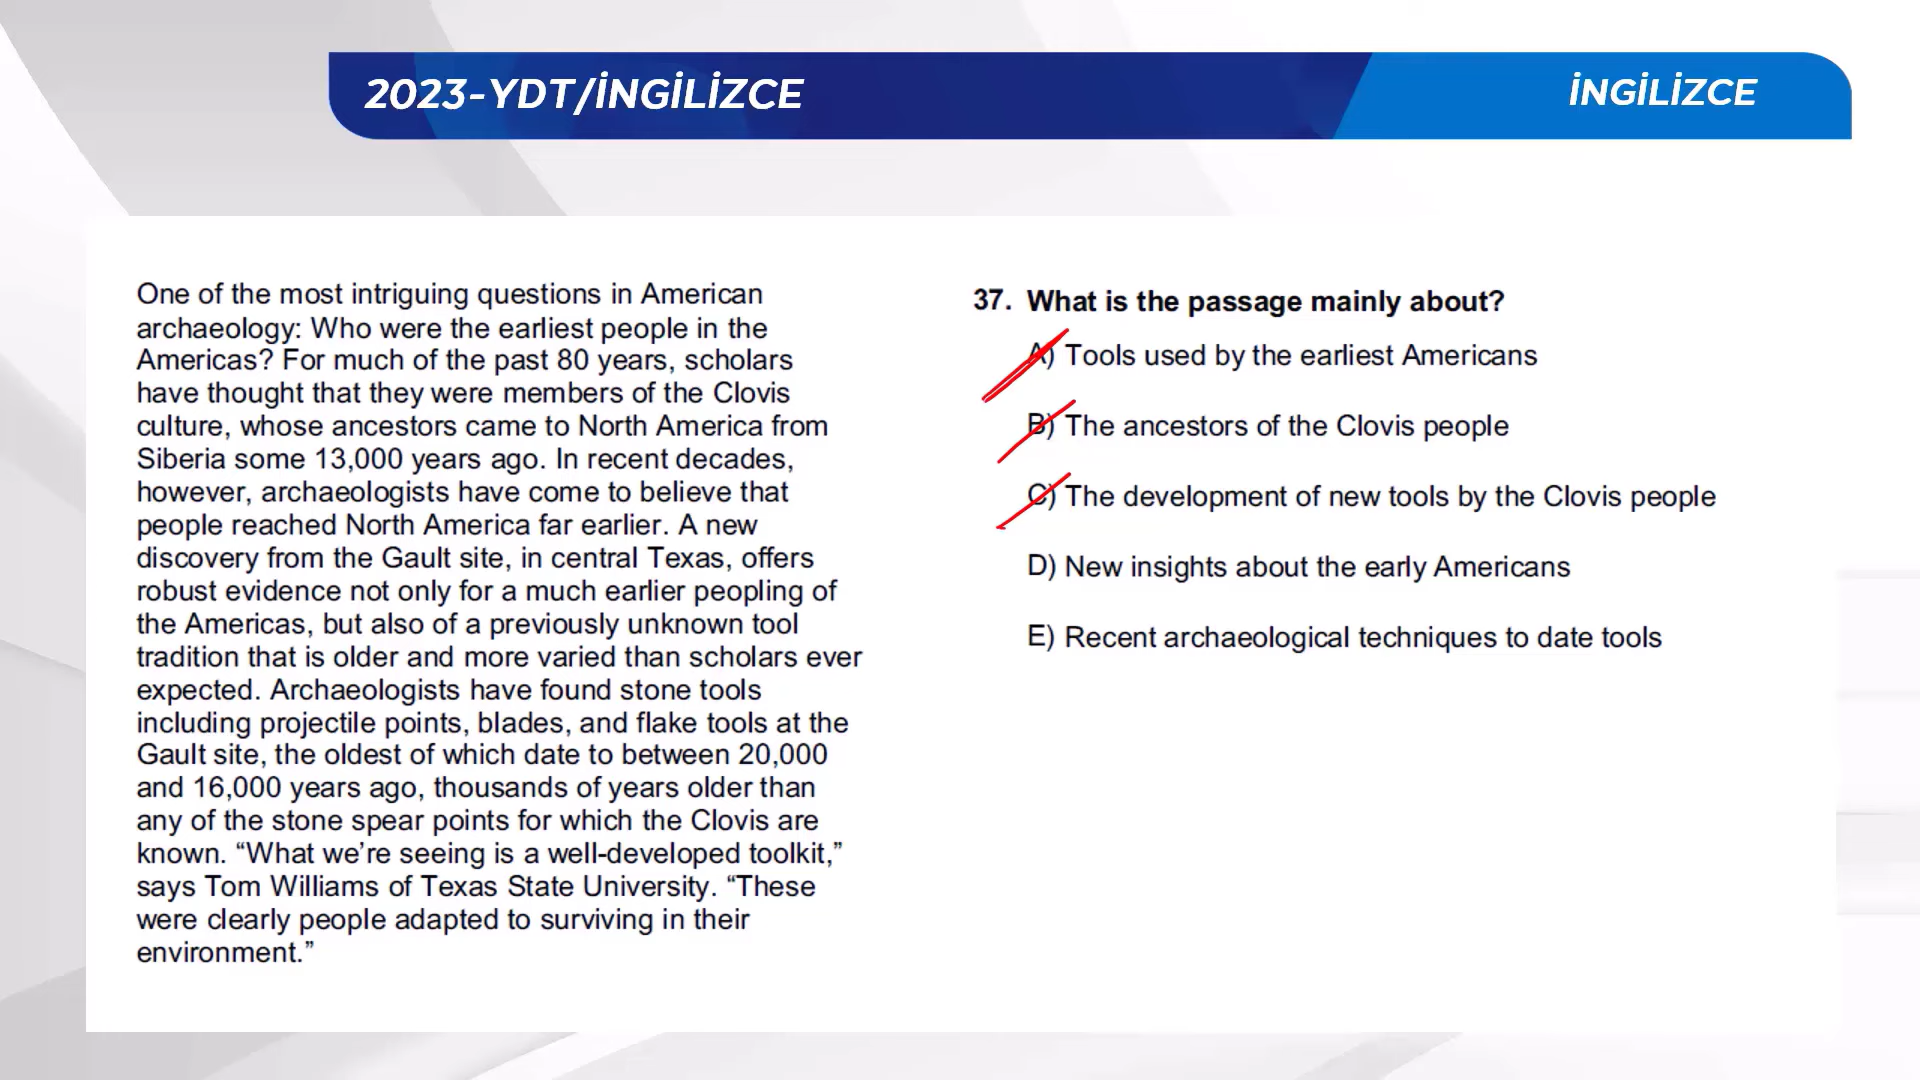 2023-YDT/İNGİLİZCE
İNGİLİZCE
One of the most intriguing questions in American
archaeology: Who were the earliest people in the
Americas? For much of the past 80 years, scholars
have thought that they were members of the Clovis
culture, whose ancestors came to North America from
Siberia some 13,000 years ago. In recent decades,
however, archaeologists have come to believe that
people reached North America far earlier. A new
discovery from the Gault site, in central Texas, offers
robust evidence not only for a much earlier peopling of
the Americas, but also of a previously unknown tool
tradition that is older and more varied than scholars ever
expected. Archaeologists have found stone tools
including projectile points, blades, and flake tools at the
Gault site, the oldest of which date to between 20,000
and 16,000 years ago, thousands of years older than
any of the stone spear points for which the Clovis are
known. “What we’re seeing is a well-developed toolkit,”
says Tom Williams of Texas State University. “These
were clearly people adapted to surviving in their
environment.”
37. What is the passage mainly about?
A) Tools used by the earliest Americans
B) The ancestors of the Clovis people
C) The development of new tools by the Clovis people
D) New insights about the early Americans
E) Recent archaeological techniques to date tools